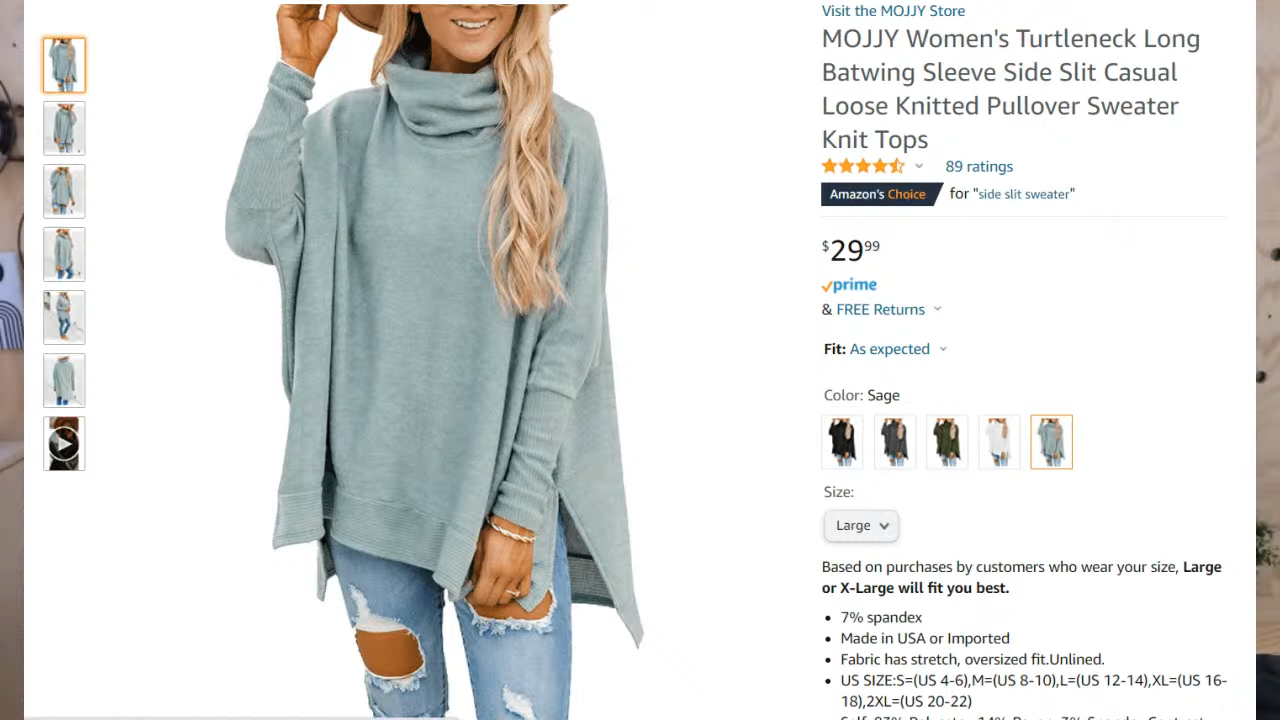 Visit the MOJJY Store
MOJJY Women's Turtleneck Long
Batwing Sleeve Side Slit Casual
Loose Knitted Pullover Sweater
Knit Tops
89 ratings
Amazon's Choice for "side slit sweater"
$29 99
prime
& FREE Returns
Fit: As expected
Color: Sage
Size:
Large
Based on purchases by customers who wear your size, Large
or X-Large will fit you best.
• 7% spandex
• Made in USA or Imported
• Fabric has stretch, oversized fit.Unlined.
• US SIZE:S=(US 4-6),M=(US 8-10),L=(US 12-14),XL=(US 16-
18),2XL=(US 20-22)